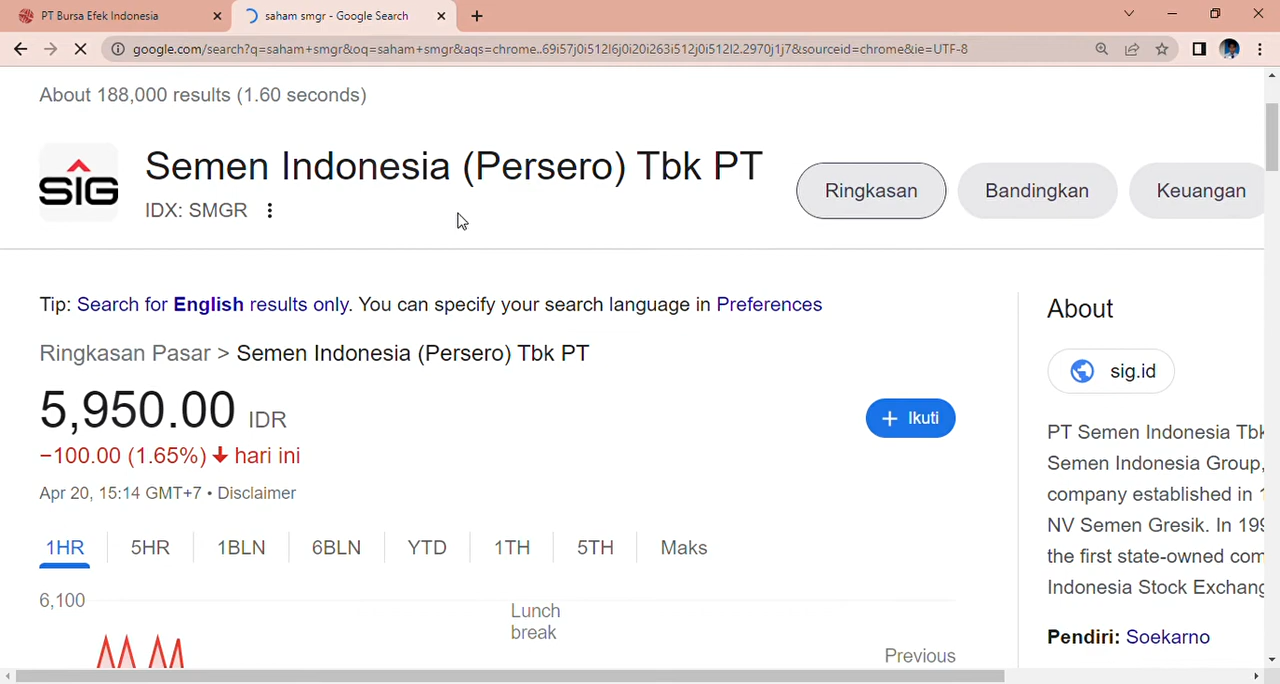 PT Bursa Efek Indonesia
saham smgr - Google Search
google.com/search?q=saham+smgr&oq=saham+smgr&aqs=chrome..69i57j0i512l6j0i20i263i512j0i512l2.2970j1j7&sourceid=chrome&ie=UTF-8
About 188,000 results (1.60 seconds)
SIG
Semen Indonesia (Persero) Tbk PT
IDX: SMGR
Ringkasan
Bandingkan
Keuangan
Tip: Search for English results only. You can specify your search language in Preferences
Ringkasan Pasar > Semen Indonesia (Persero) Tbk PT
5,950.00 IDR
−100.00 (1.65%) hari ini
Apr 20, 15:14 GMT+7 • Disclaimer
+ Ikuti
1HR
5HR
1BLN
6BLN
YTD
1TH
5TH
Maks
6,100
Lunch
break
Previous
About
sig.id
PT Semen Indonesia Tbk
Semen Indonesia Group,
company established in
NV Semen Gresik. In 199
the first state-owned com
Indonesia Stock Exchang
Pendiri: Soekarno